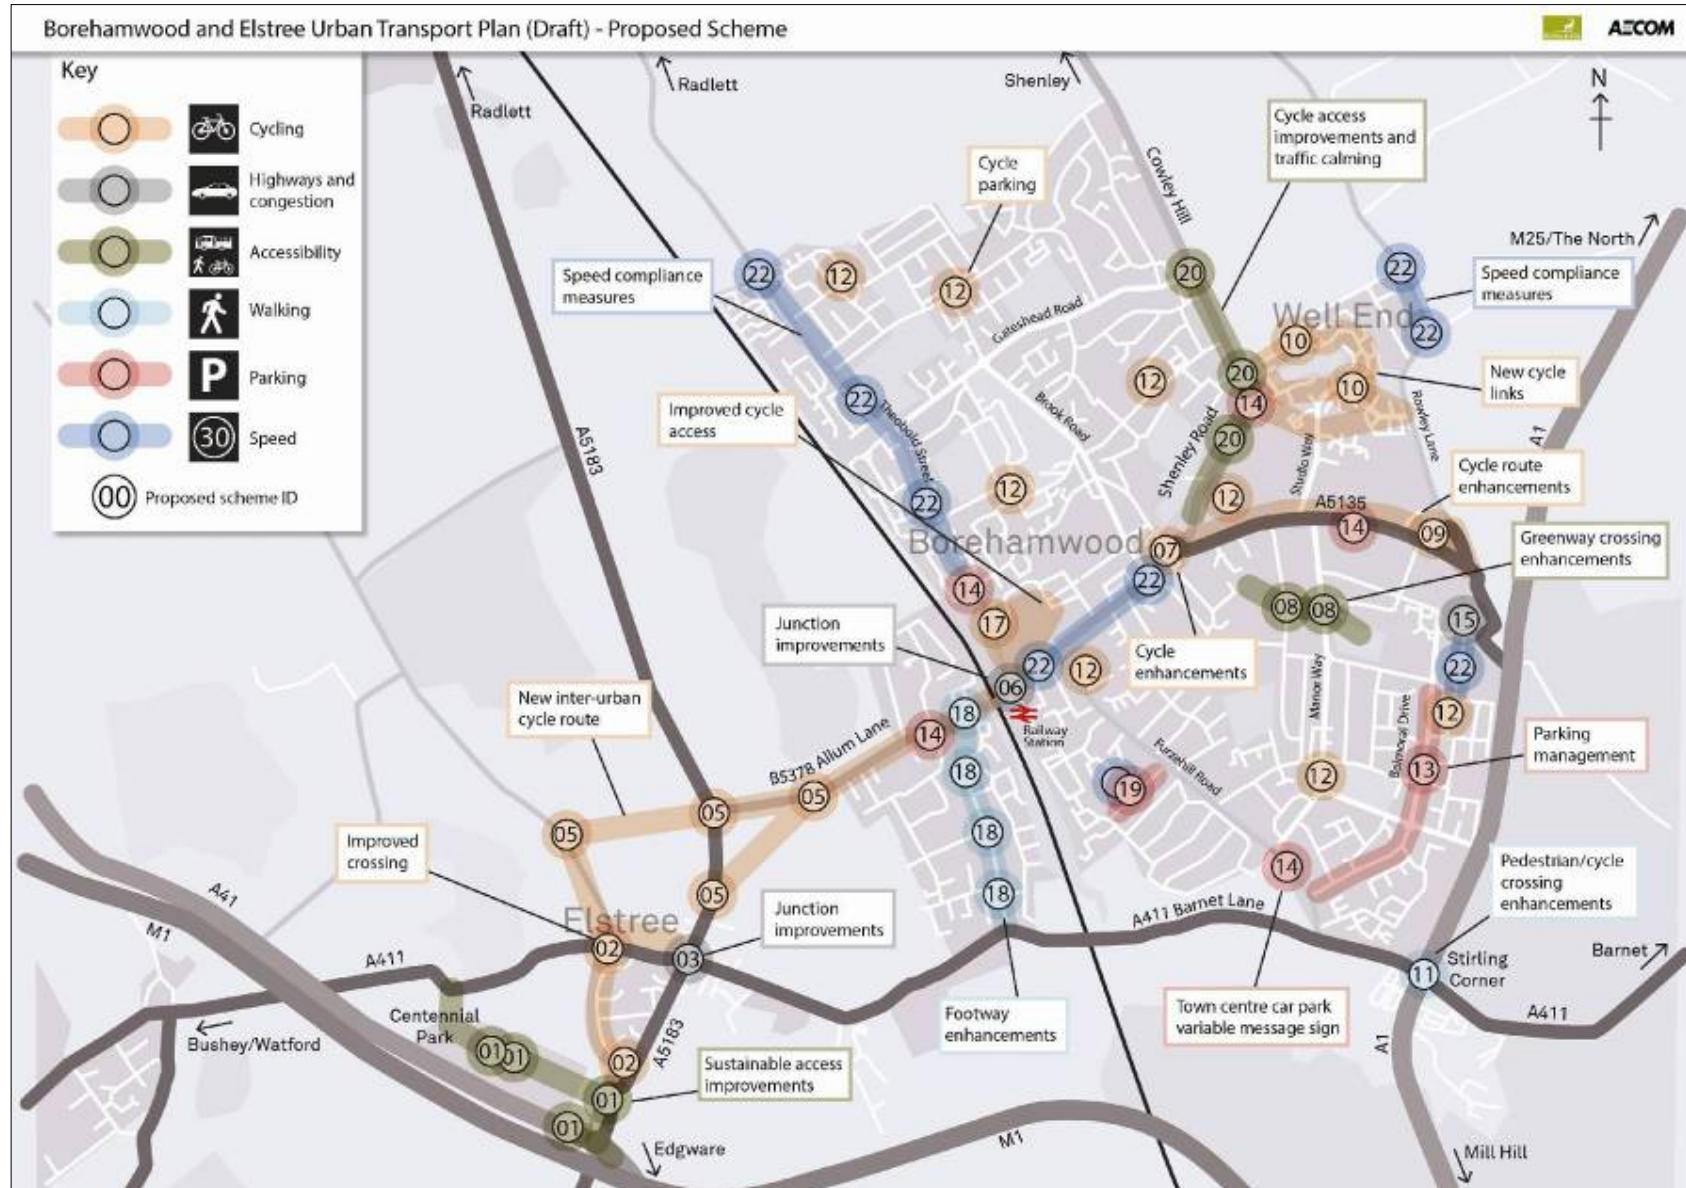 Borehamwood and Elstree Urban Transport Plan (Draft) - Proposed Scheme
AECOM
Key
Cycling
Highways and
congestion
Accessibility
Walking
P
Parking
30
Speed
00
Proposed scheme ID
Radlett
Radlett
Shenley
N
M25/The North
Cycle
parking
Cycle access
improvements and
traffic calming
Cowley Hill
Speed compliance
measures
Speed compliance
measures
22
12
12
20
22
22
Well End
Gateshead Road
10
10
New cycle
links
Improved cycle
access
22
Theobald Street
Brook Road
12
20
14
20
Shenley Road
Studio Way
Rowley Lane
A1
A5183
22
12
12
A5135
14
09
Cycle route
enhancements
Borehamwood
07
22
Greenway crossing
enhancements
14
17
08
08
15
Junction
improvements
22
12
Cycle
enhancements
22
06
Railway
Station
Manor Way
Balmoral Drive
12
New inter-urban
cycle route
18
14
B5378 Allum Lane
18
Furzehill Road
19
12
13
Parking
management
05
05
05
18
Improved
crossing
05
18
14
Pedestrian/cycle
crossing
enhancements
A41
M1
Elstree
02
03
Junction
improvements
A411 Barnet Lane
11
Stirling
Corner
Barnet
A411
A411
Centennial
Park
Bushey/Watford
01
01
02
A5183
01
01
Sustainable access
improvements
Footway
enhancements
Town centre car park
variable message sign
A1
Edgware
M1
Mill Hill